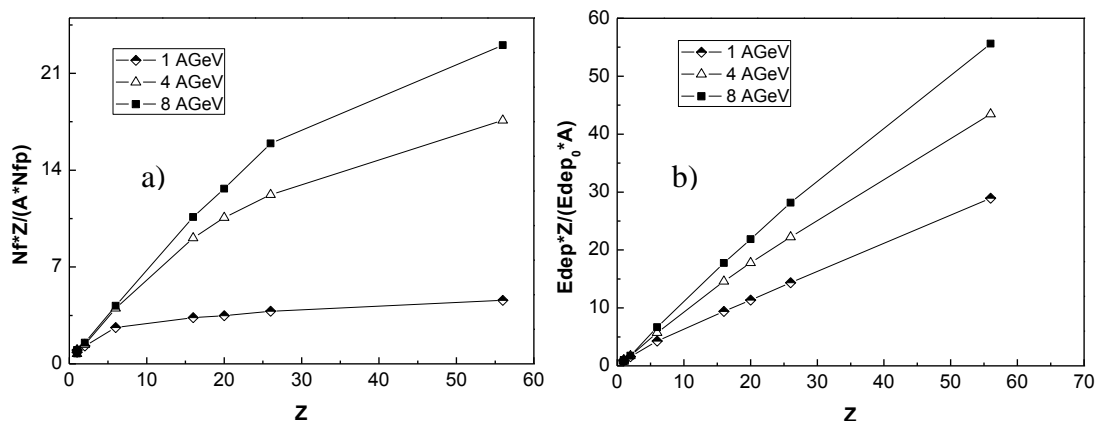 1 AGeV
4 AGeV
8 AGeV
a)
Nf*Z/(A*Nfp)
21
14
7
0
0 10 20 30 40 50 60
Z
1 AGeV
4 AGeV
8 AGeV
b)
Edep*Z/(Edep₀*A)
60
50
40
30
20
10
0
0 10 20 30 40 50 60 70
Z